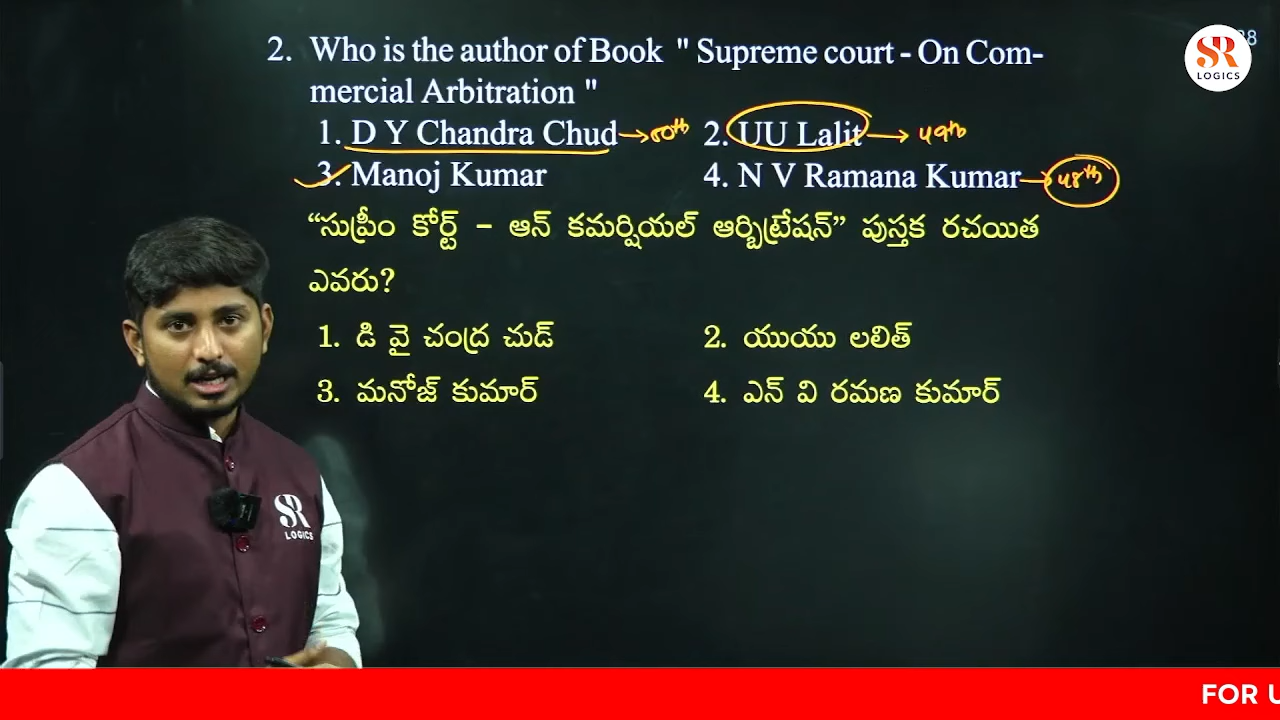 2. Who is the author of Book " Supreme court - On Com-
mercial Arbitration "
1. D Y Chandra Chud → 50th 2. UU Lalit → 49th
3. Manoj Kumar 4. N V Ramana Kumar → 48th
“సుప్రీం కోర్ట్ – ఆన్ కమర్షియల్ ఆర్బిట్రేషన్” పుస్తక రచయిత
ఎవరు?
1. డి వై చంద్ర చుడ్ 2. యుయు లలిత్
3. మనోజ్ కుమార్ 4. ఎన్ వి రమణ కుమార్
SR
LOGICS
SR
LOGICS
FOR